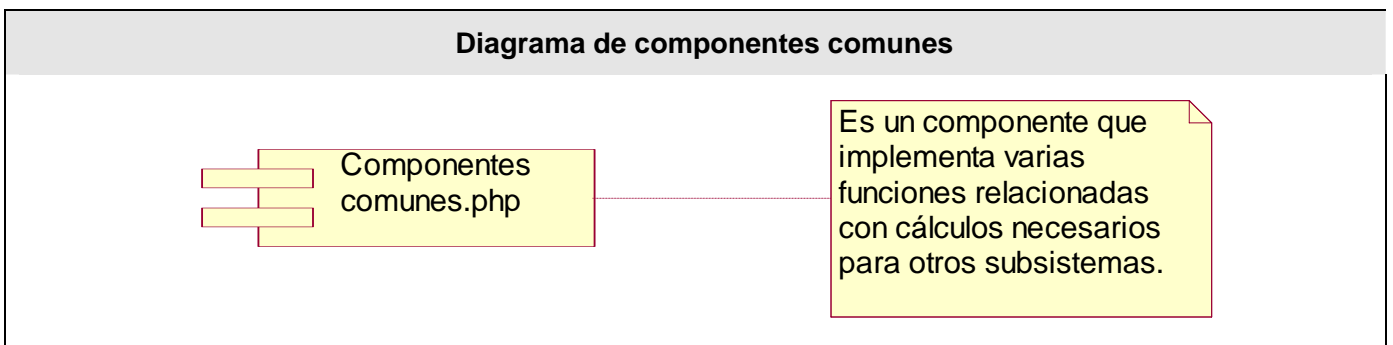 Diagrama de componentes comunes
Componentes
comunes.php
Es un componente que
implementa varias
funciones relacionadas
con cálculos necesarios
para otros subsistemas.